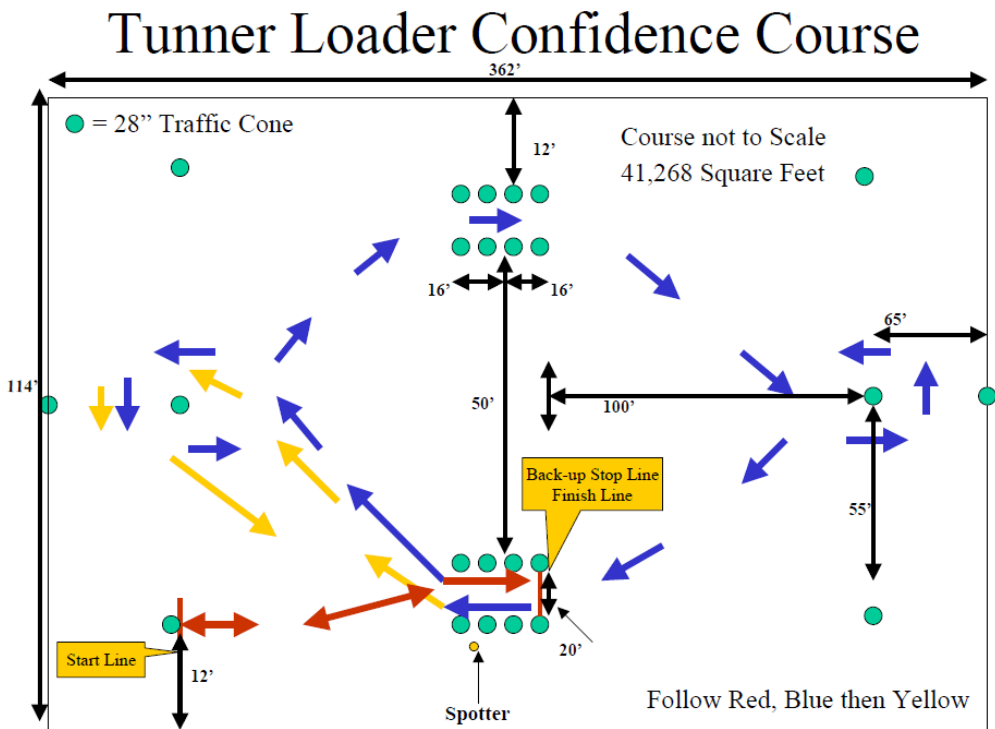 Tunner Loader Confidence Course
362’
= 28” Traffic Cone
12’
Course not to Scale
41,268 Square Feet
16’
16’
65’
114’
50’
100’
Back-up Stop Line
Finish Line
55’
Start Line
12’
20’
Spotter
Follow Red, Blue then Yellow